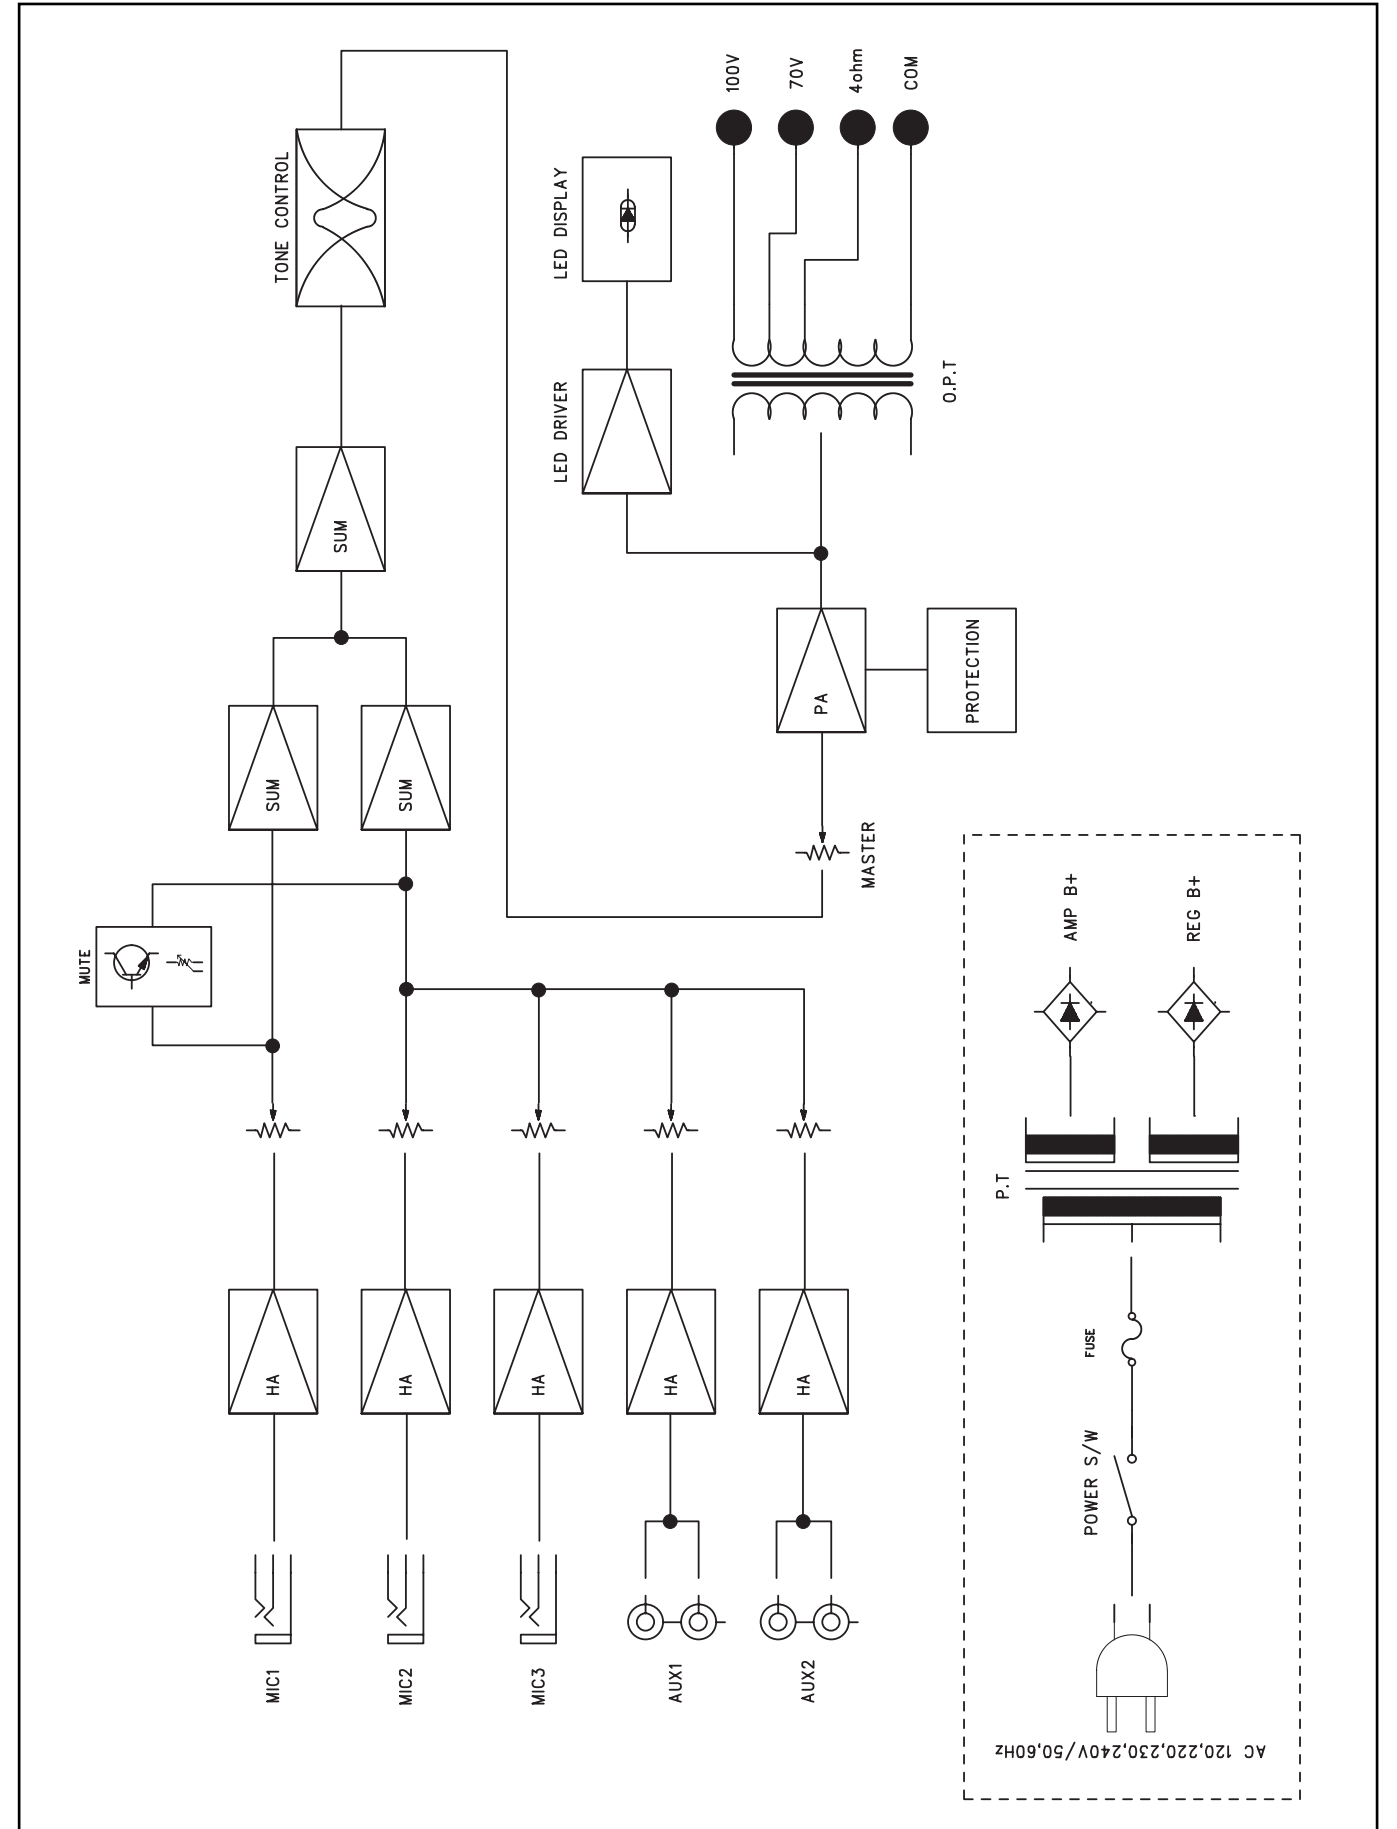 MIC1
HA
MUTE
SUM
SUM
TONE CONTROL
MIC2
HA
SUM
MIC3
HA
LED DRIVER
LED DISPLAY
AUX1
HA
100V
70V
4ohm
COM
AUX2
HA
MASTER
PA
O.P.T
PROTECTION
AC 120,220,230,240V/50,60Hz
POWER S/W
FUSE
P.T
AMP B+
REG B+